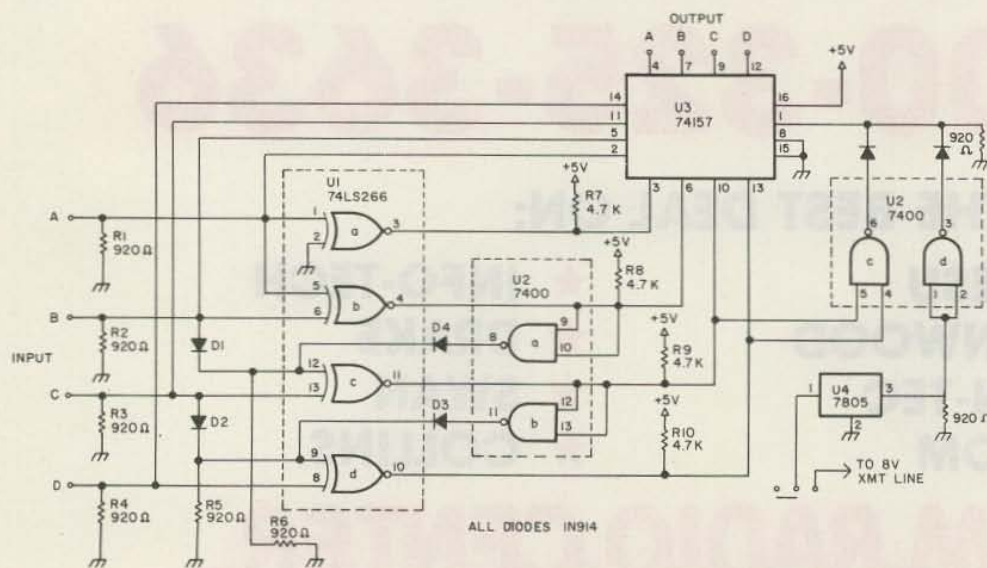 OUTPUT
A B C D
4 7 9 12
+5V
14
11
5
2
U3
74157
16
1
8
15
3 6 10 13
920
Ω
U1
74LS266
+5V
R7
4.7 K
U2
7400
6 3
c d
5 4 1 2
A
1
2
a
3
R1
920Ω
+5V
R8
4.7K
B
5
6
b
4
U2
7400
R2
920Ω
D1
D4
8
a
9
10
+5V
R9
4.7K
INPUT
C
12
13
c
11
R3
920Ω
D2
D3
11
b
12
13
+5V
R10
4.7K
1
U4
7805
3
2
920Ω
D
9
8
d
10
R4
920Ω
R5
920Ω
R6
920Ω
ALL DIODES IN914
TO 8V
XMT LINE